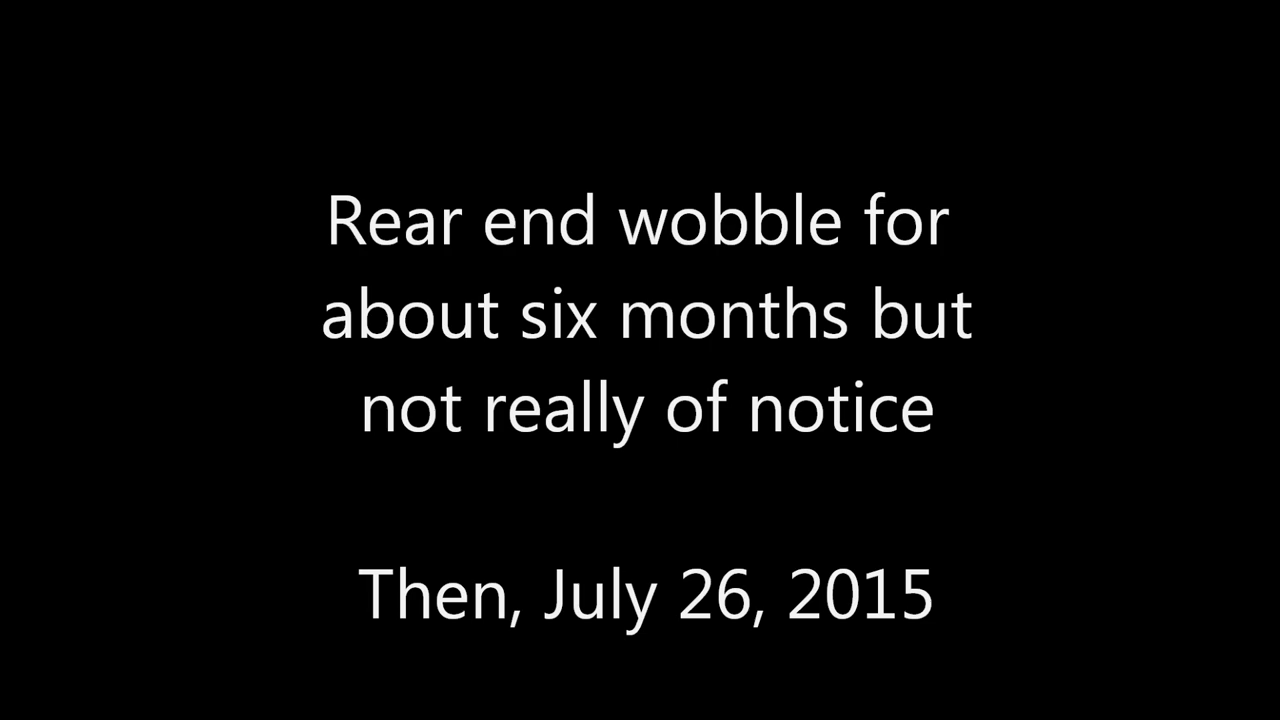 Rear end wobble for
about six months but
not really of notice
Then, July 26, 2015